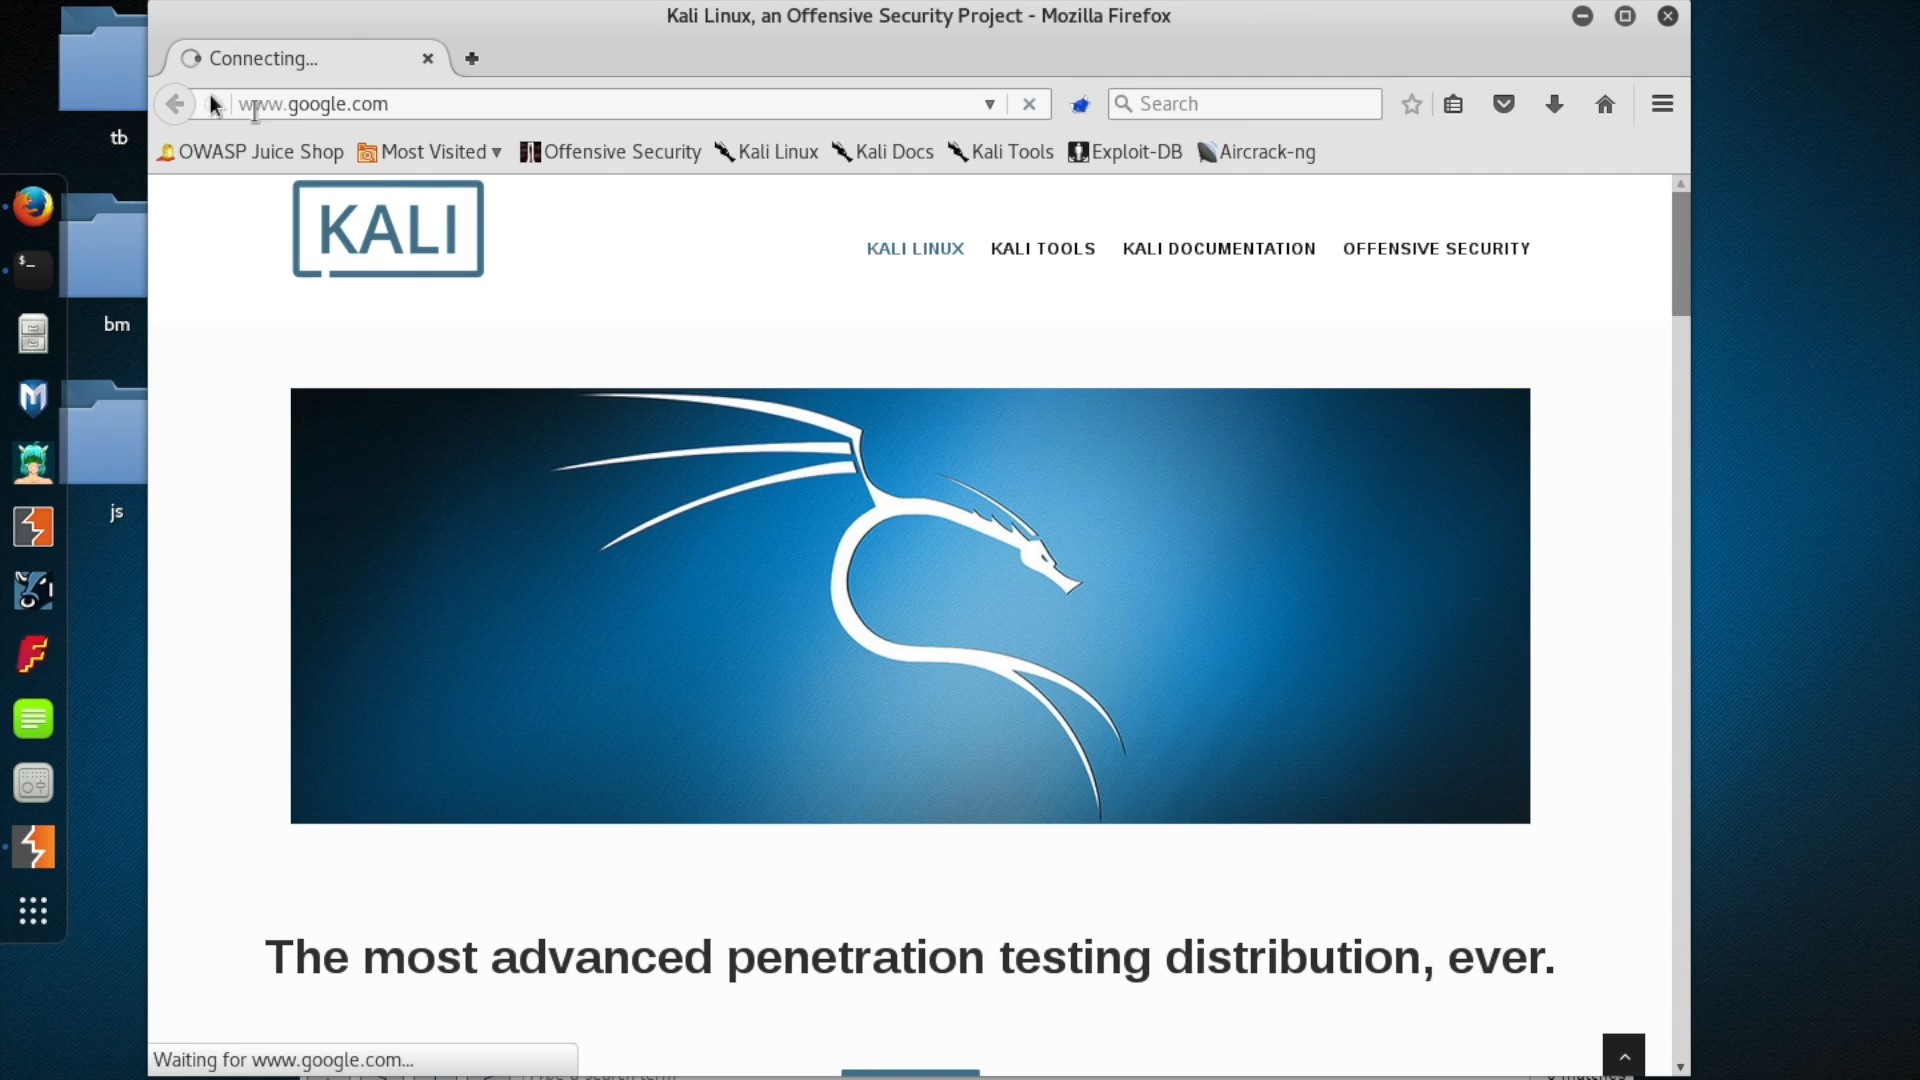 Kali Linux, an Offensive Security Project - Mozilla Firefox
tb
Connecting...
www.google.com
Search
OWASP Juice Shop Most Visited Offensive Security Kali Linux Kali Docs Kali Tools Exploit-DB Aircrack-ng
KALI
KALI LINUX KALI TOOLS KALI DOCUMENTATION OFFENSIVE SECURITY
bm
js
The most advanced penetration testing distribution, ever.
Waiting for www.google.com...